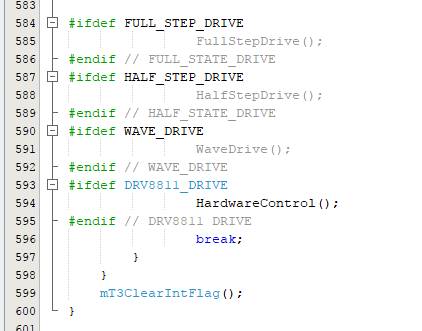 583
584 #ifdef FULL_STEP_DRIVE
585 FullStepDrive();
586 #endif // FULL_STATE_DRIVE
587 #ifdef HALF_STEP_DRIVE
588 HalfStepDrive();
589 #endif // HALF_STATE_DRIVE
590 #ifdef WAVE_DRIVE
591 WaveDrive();
592 #endif // WAVE_DRIVE
593 #ifdef DRV8811_DRIVE
594 HardwareControl();
595 #endif // DRV8811 DRIVE
596 break;
597 }
598 }
599 mT3ClearIntFlag();
600 }
601